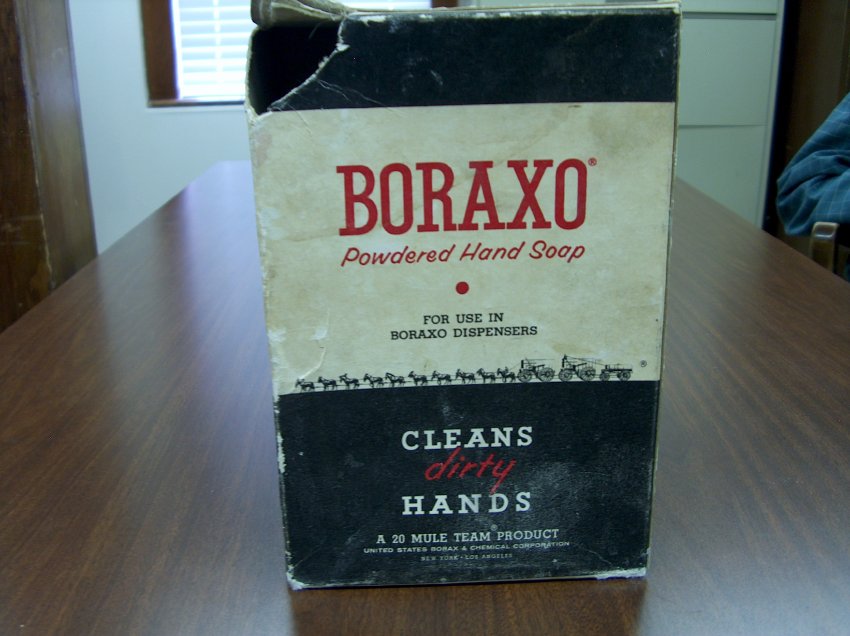 BORAXO®
Powdered Hand Soap
FOR USE IN
BORAXO DISPENSERS
®
CLEANS
dirty
HANDS
A 20 MULE TEAM® PRODUCT
UNITED STATES BORAX & CHEMICAL CORPORATION
NEW YORK • LOS ANGELES